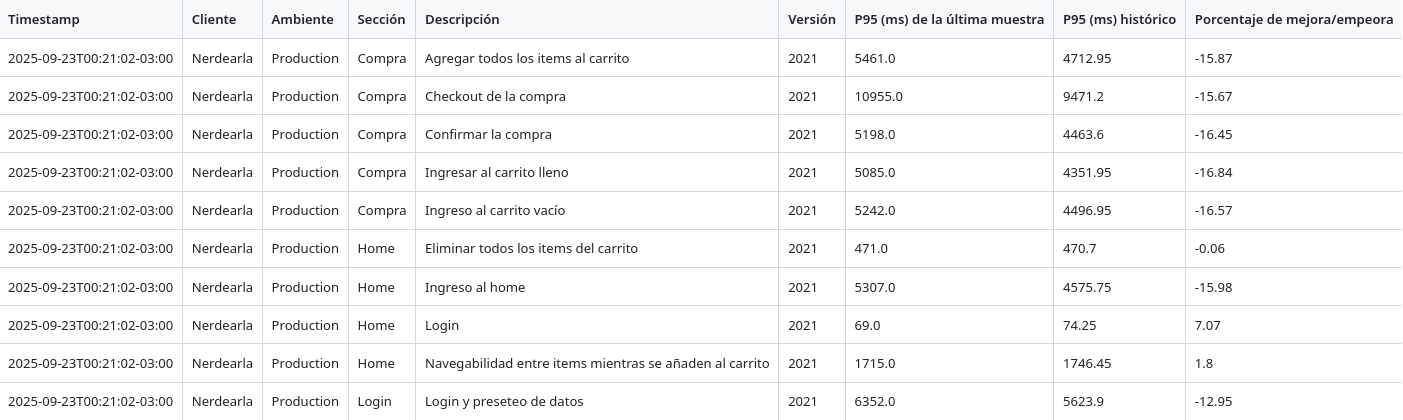 Timestamp Cliente Ambiente Sección Descripción Versión P95 (ms) de la última muestra P95 (ms) histórico Porcentaje de mejora/empeora
2025-09-23T00:21:02-03:00 Nerdearla Production Compra Agregar todos los items al carrito 2021 5461.0 4712.95 -15.87
2025-09-23T00:21:02-03:00 Nerdearla Production Compra Checkout de la compra 2021 10955.0 9471.2 -15.67
2025-09-23T00:21:02-03:00 Nerdearla Production Compra Confirmar la compra 2021 5198.0 4463.6 -16.45
2025-09-23T00:21:02-03:00 Nerdearla Production Compra Ingresar al carrito lleno 2021 5085.0 4351.95 -16.84
2025-09-23T00:21:02-03:00 Nerdearla Production Compra Ingreso al carrito vacío 2021 5242.0 4496.95 -16.57
2025-09-23T00:21:02-03:00 Nerdearla Production Home Eliminar todos los items del carrito 2021 471.0 470.7 -0.06
2025-09-23T00:21:02-03:00 Nerdearla Production Home Ingreso al home 2021 5307.0 4575.75 -15.98
2025-09-23T00:21:02-03:00 Nerdearla Production Home Login 2021 69.0 74.25 7.07
2025-09-23T00:21:02-03:00 Nerdearla Production Home Navegabilidad entre items mientras se añaden al carrito 2021 1715.0 1746.45 1.8
2025-09-23T00:21:02-03:00 Nerdearla Production Login Login y preseteo de datos 2021 6352.0 5623.9 -12.95